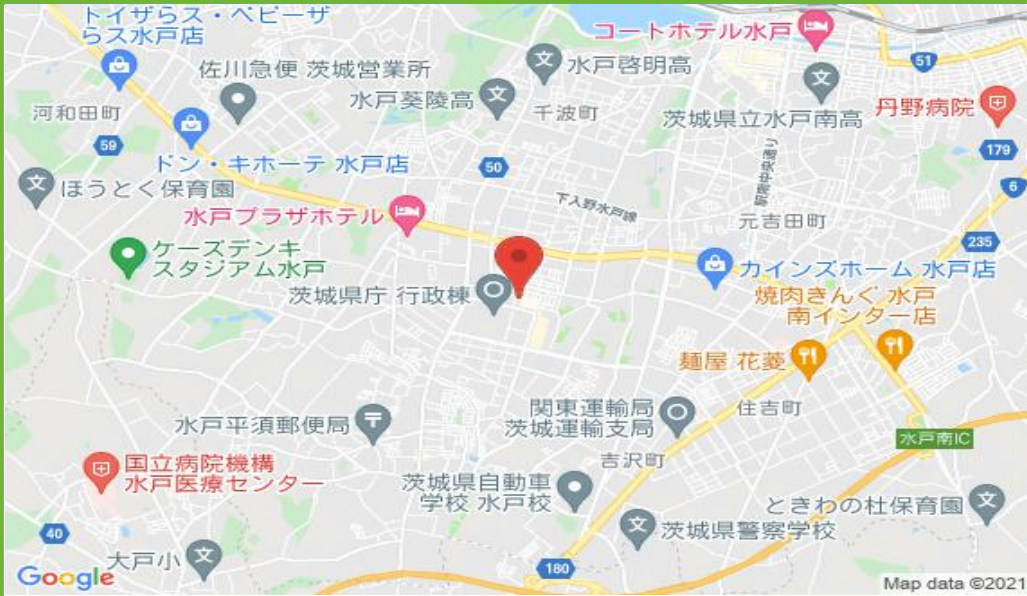 トイザらス・ベビーザ
らス水戸店
コートホテル水戸
51
佐川急便 茨城営業所
水戸啓明高
河和田町
水戸葵陵高
千波町
茨城県立水戸南高
丹野病院
59
ドン・キホーテ 水戸店
50
179
ほうとく保育園
6
水戸プラザホテル
下入野水戸線
駅南中央通り
元吉田町
ケーズデンキ
スタジアム水戸
235
茨城県庁 行政棟
カインズホーム 水戸店
焼肉きんぐ 水戸
南インター店
麺屋 花菱
水戸平須郵便局
関東運輸局
茨城運輸支局
住吉町
水戸南IC
国立病院機構
水戸医療センター
吉沢町
茨城県自動車
学校 水戸校
ときわの杜保育園
40
茨城県警察学校
大戸小
180
Google
Map data ©2021